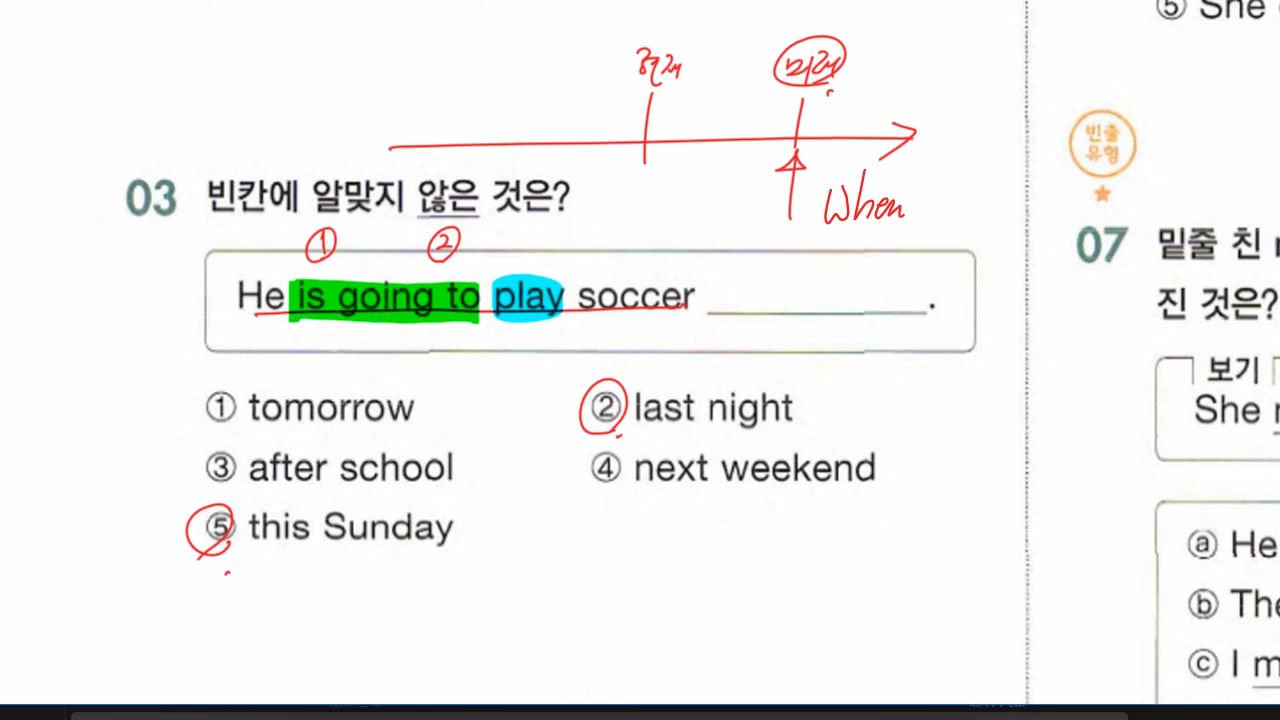 ⑤ She
현재
미래
When
03 빈칸에 알맞지 않은 것은?
① ②
He is going to play soccer ________.
① tomorrow
② last night
③ after school
④ next weekend
⑤ this Sunday
빈출
유형
07 밑줄 친
진 것은?
보기
She
ⓐ He
ⓑ The
ⓒ I m